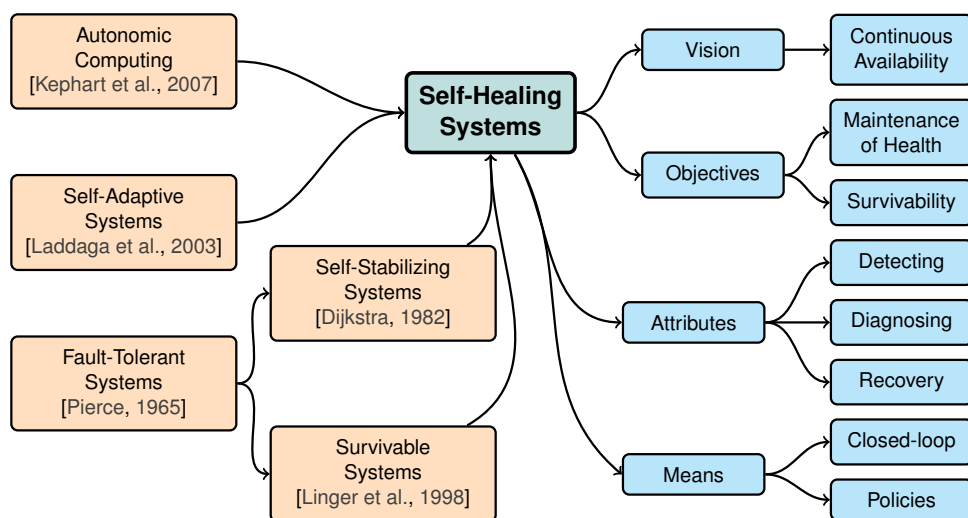 Autonomic
Computing
[Kephart et al., 2007]
Self-Adaptive
Systems
[Laddaga et al., 2003]
Fault-Tolerant
Systems
[Pierce, 1965]
Self-Stabilizing
Systems
[Dijkstra, 1982]
Survivable
Systems
[Linger et al., 1998]
Self-Healing
Systems
Vision
Continuous
Availability
Objectives
Maintenance
of Health
Survivability
Attributes
Detecting
Diagnosing
Recovery
Means
Closed-loop
Policies